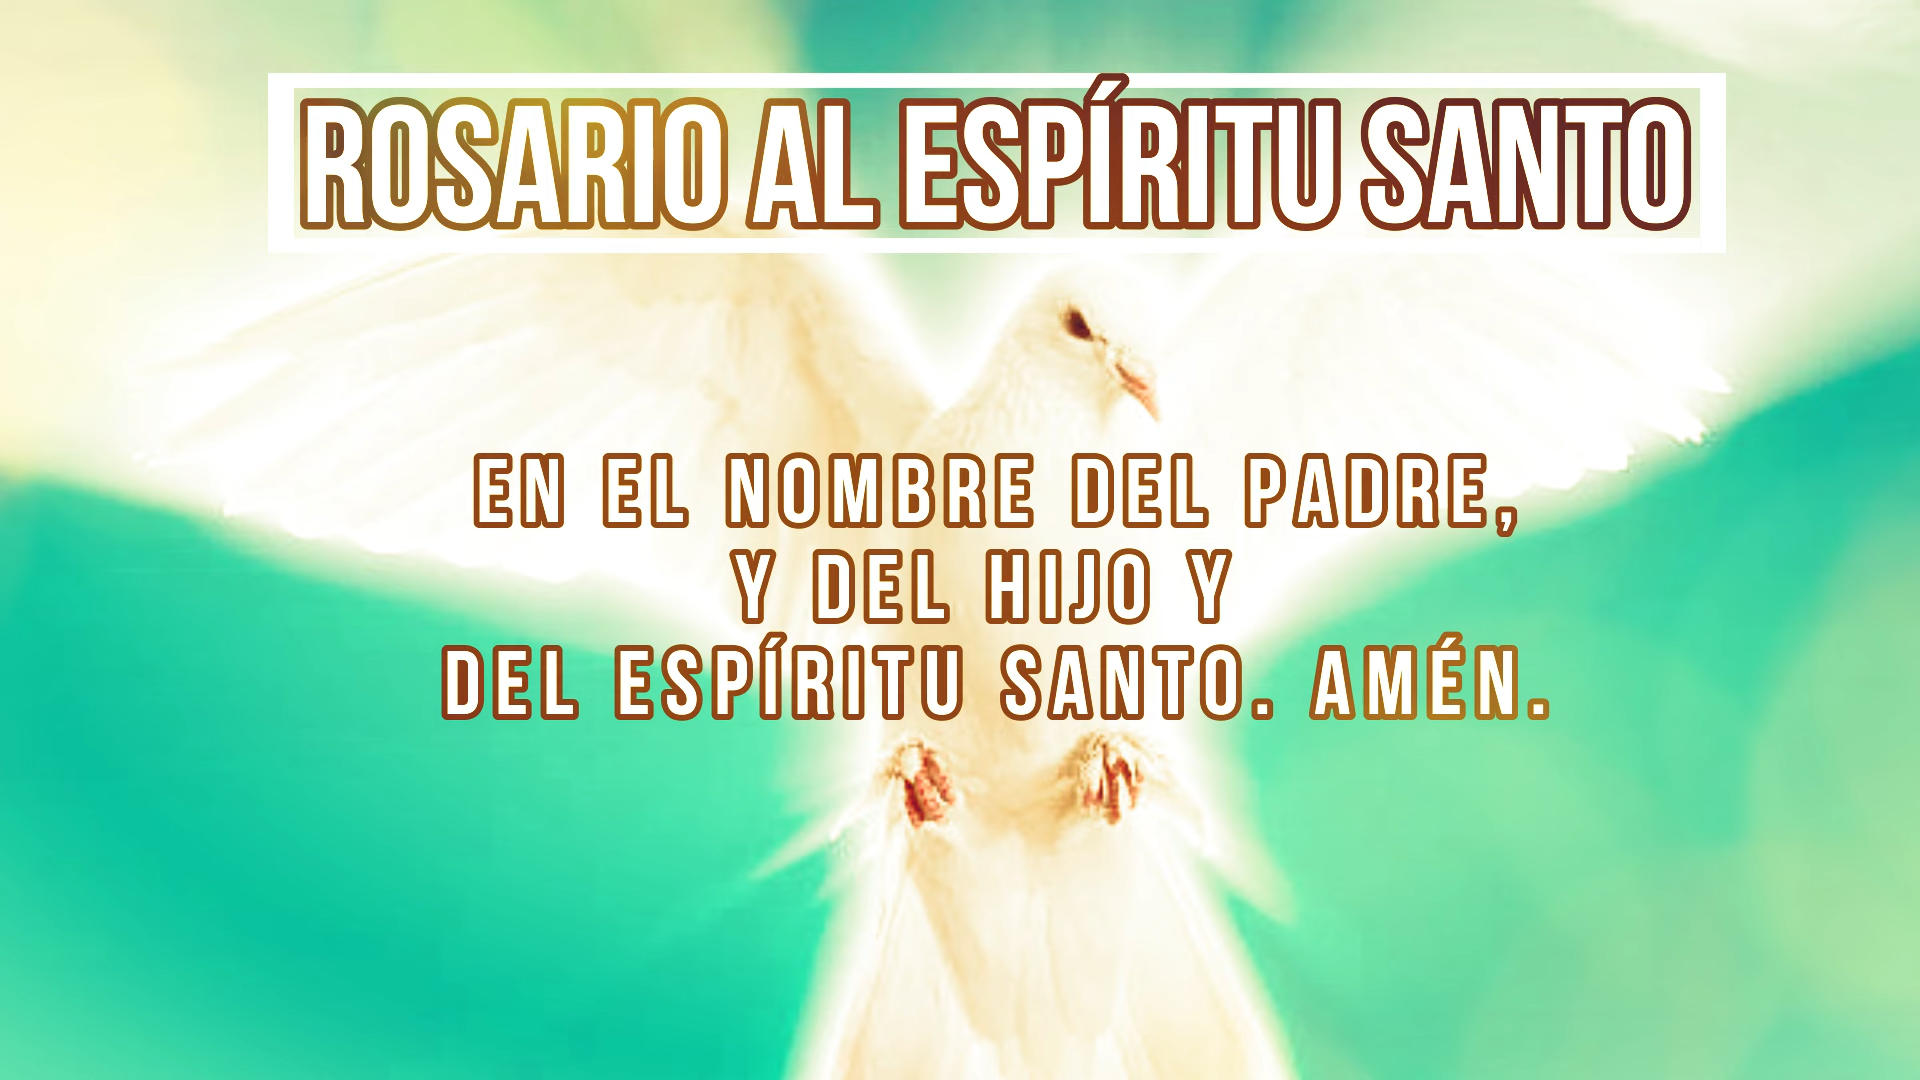 ROSARIO AL ESPÍRITU SANTO
EN EL NOMBRE DEL PADRE,
Y DEL HIJO Y
DEL ESPÍRITU SANTO. AMÉN.